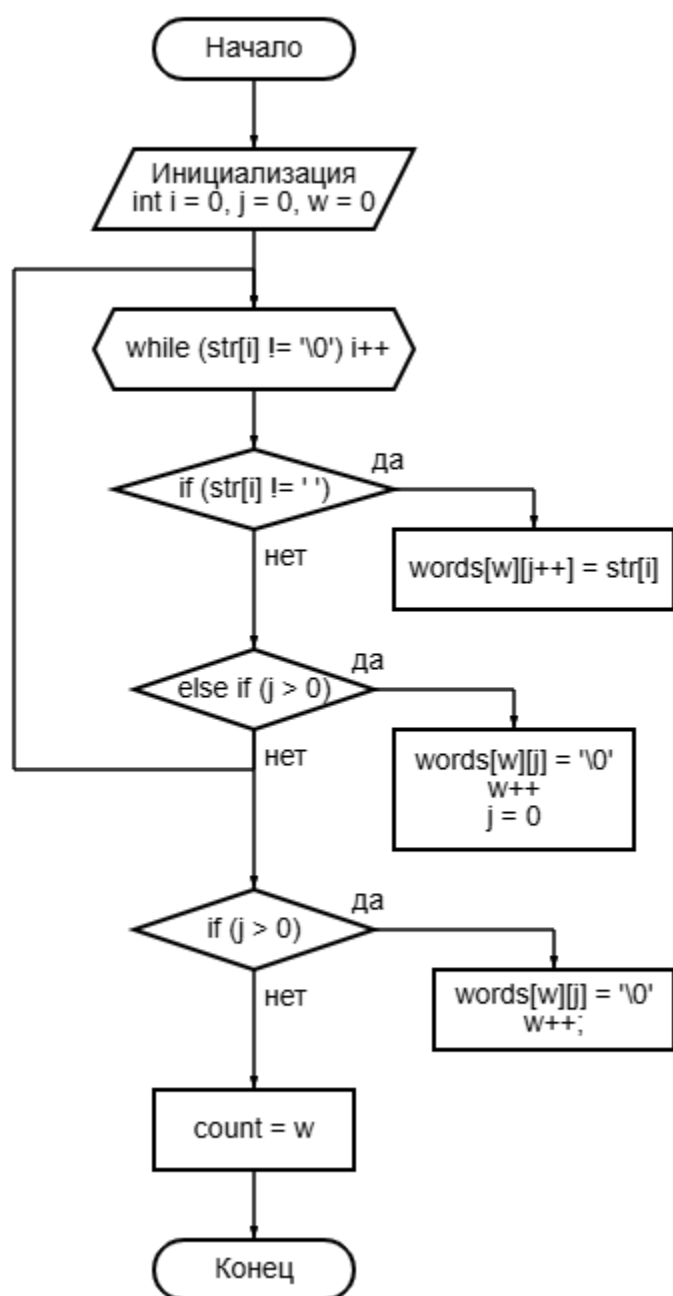 Начало
Инициализация
int i = 0, j = 0, w = 0
while (str[i] != '\0') i++
if (str[i] != ' ')
да
нет
words[w][j++] = str[i]
else if (j > 0)
да
нет
words[w][j] = '\0'
w++
j = 0
if (j > 0)
да
нет
words[w][j] = '\0'
w++;
count = w
Конец